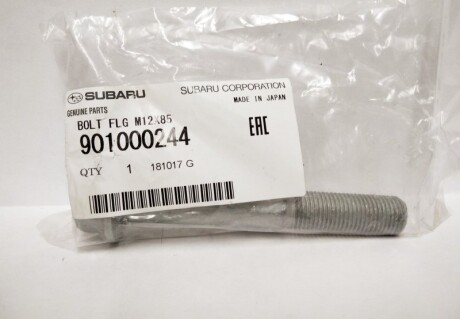 SUBARU SUBARU CORPORATION
GENUINE PARTS MADE IN JAPAN
BOLT FLG M12X85
901000244 EAC
QTY 1 181017 G